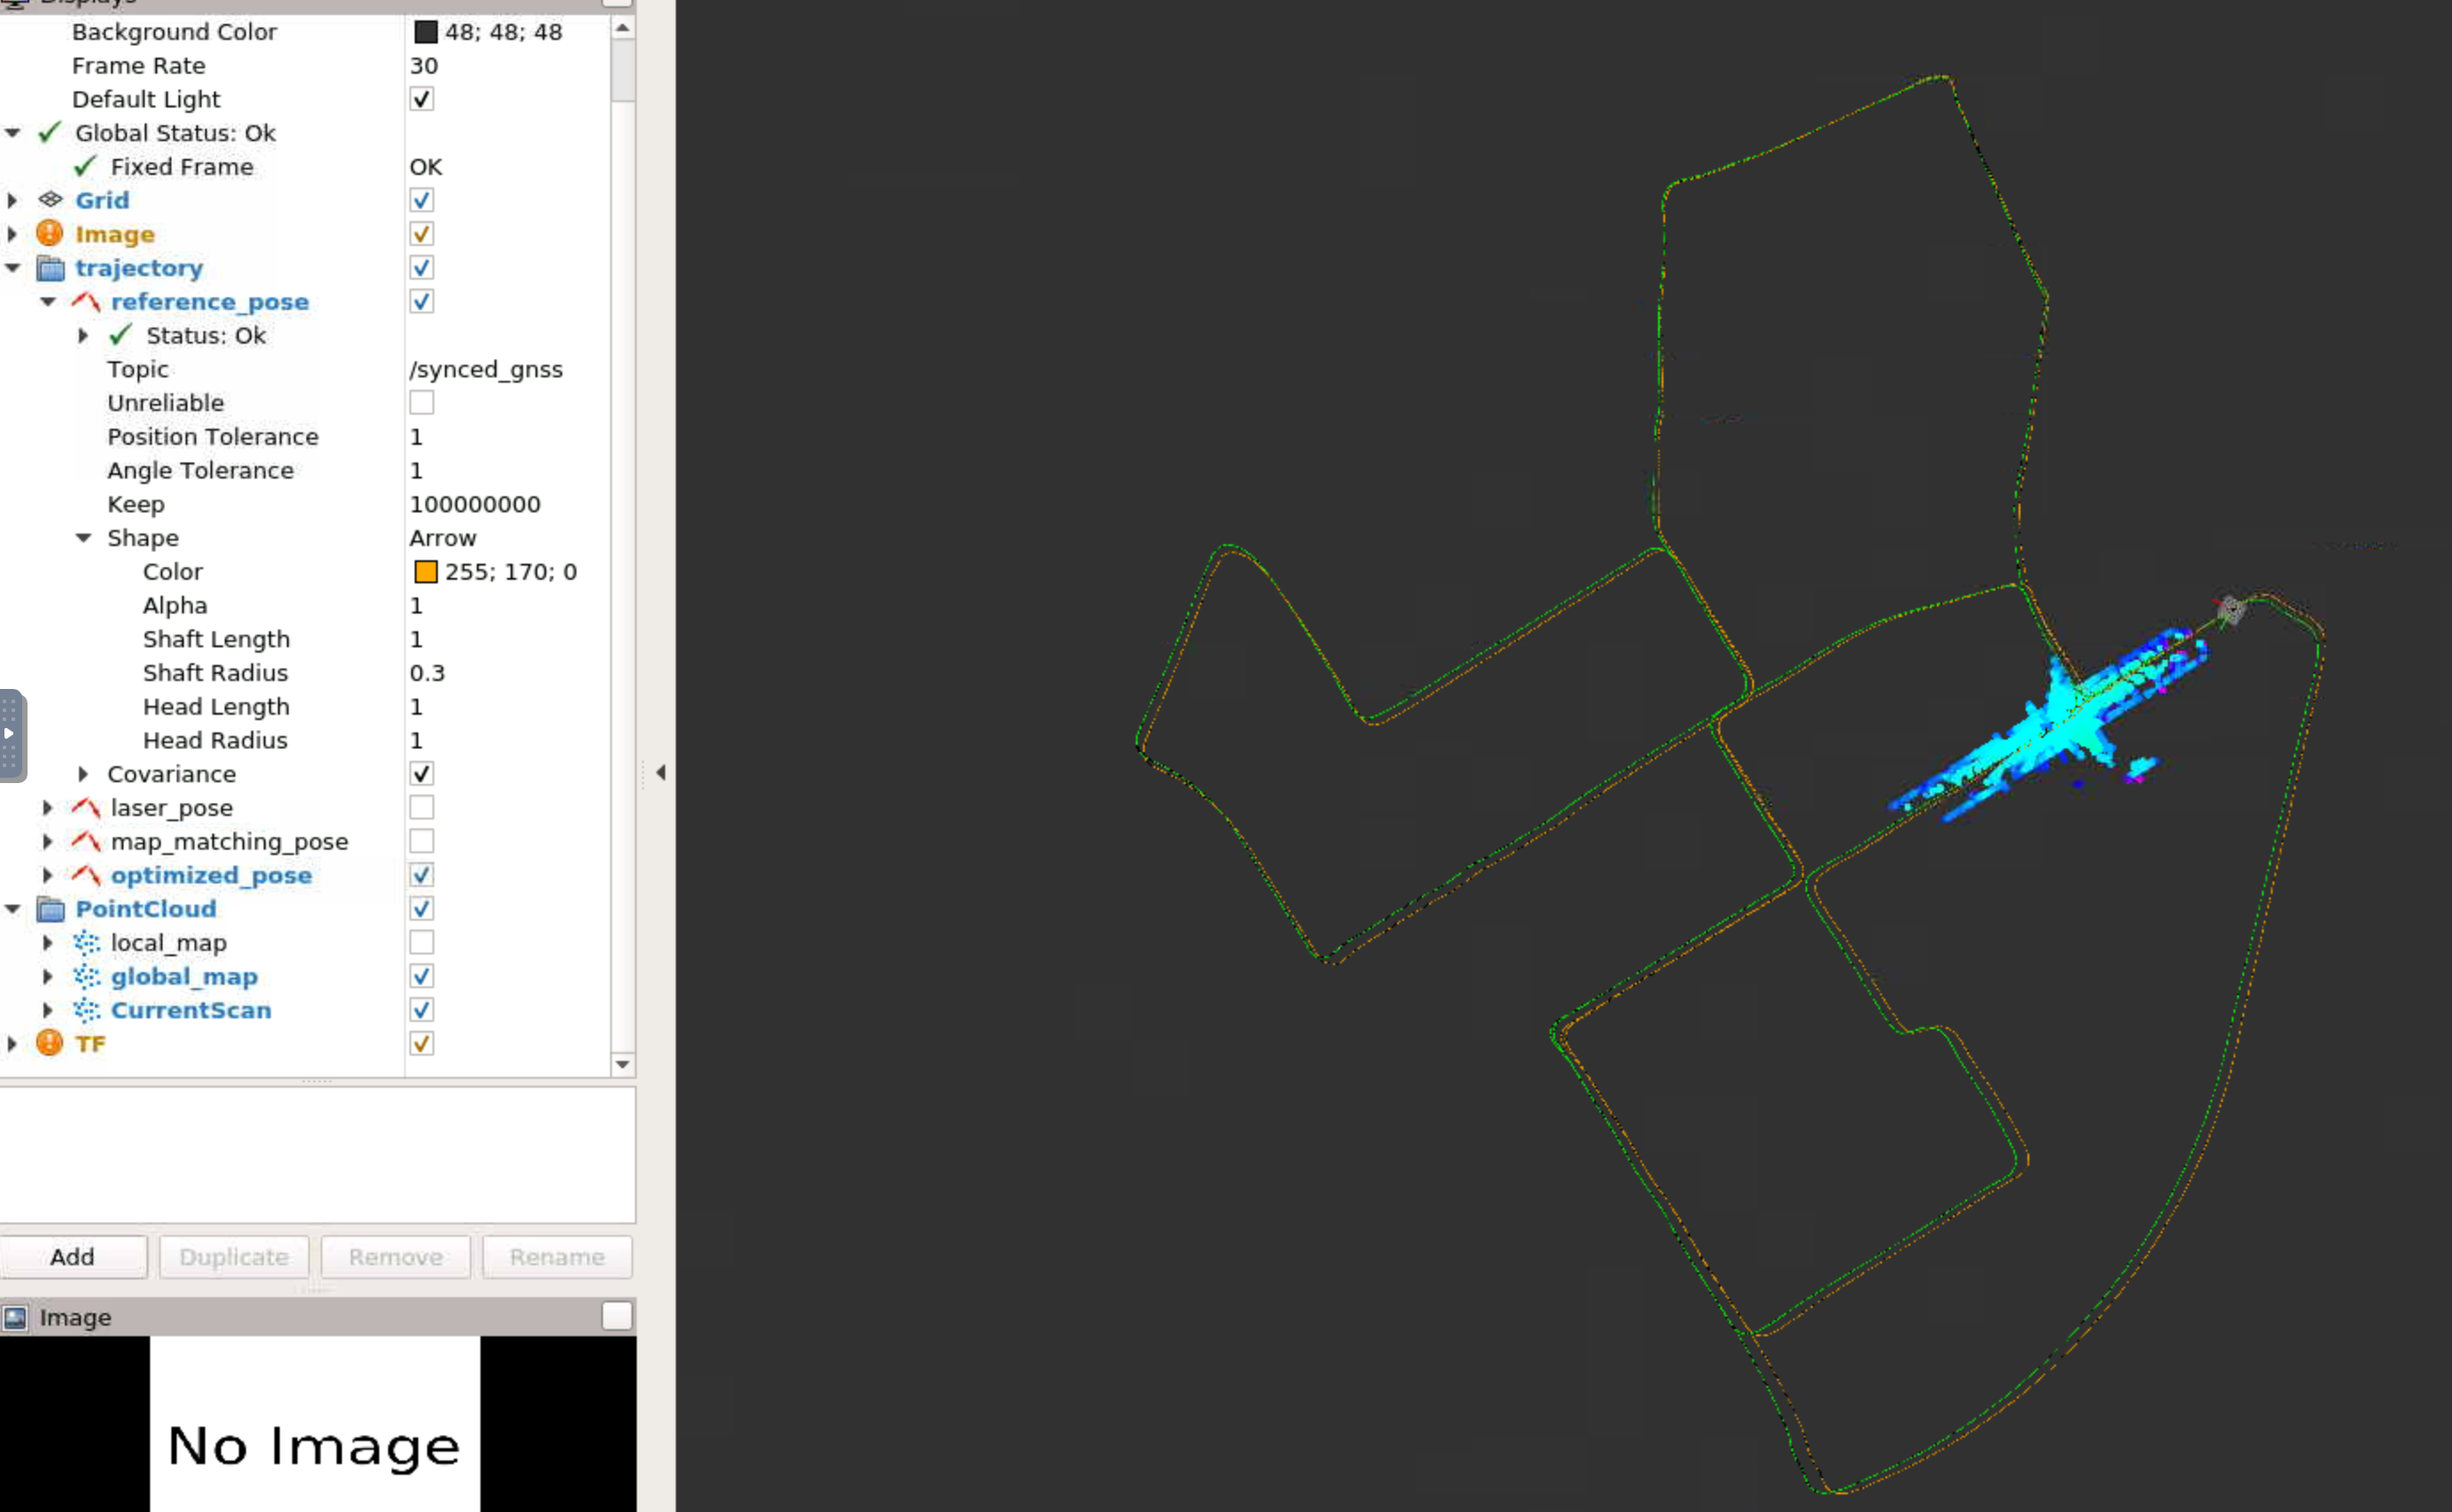 Displays
Background Color 48; 48; 48
Frame Rate 30
Default Light
Global Status: Ok
Fixed Frame OK
Grid
Image
trajectory
reference_pose
Status: Ok
Topic /synced_gnss
Unreliable
Position Tolerance 1
Angle Tolerance 1
Keep 100000000
Shape Arrow
Color 255; 170; 0
Alpha 1
Shaft Length 1
Shaft Radius 0.3
Head Length 1
Head Radius 1
Covariance
laser_pose
map_matching_pose
optimized_pose
PointCloud
local_map
global_map
CurrentScan
TF
Add Duplicate Remove Rename
Image
No Image